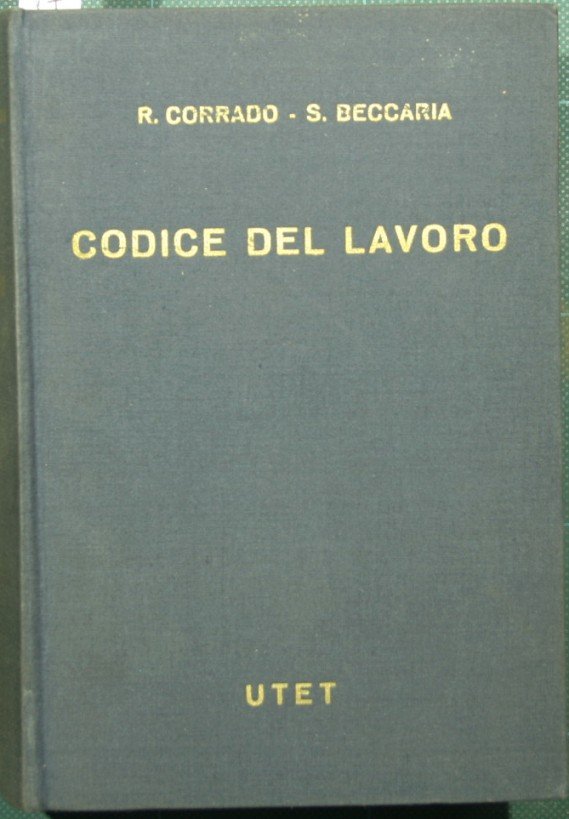 R. CORRADO - S. BECCARIA
CODICE DEL LAVORO
UTET